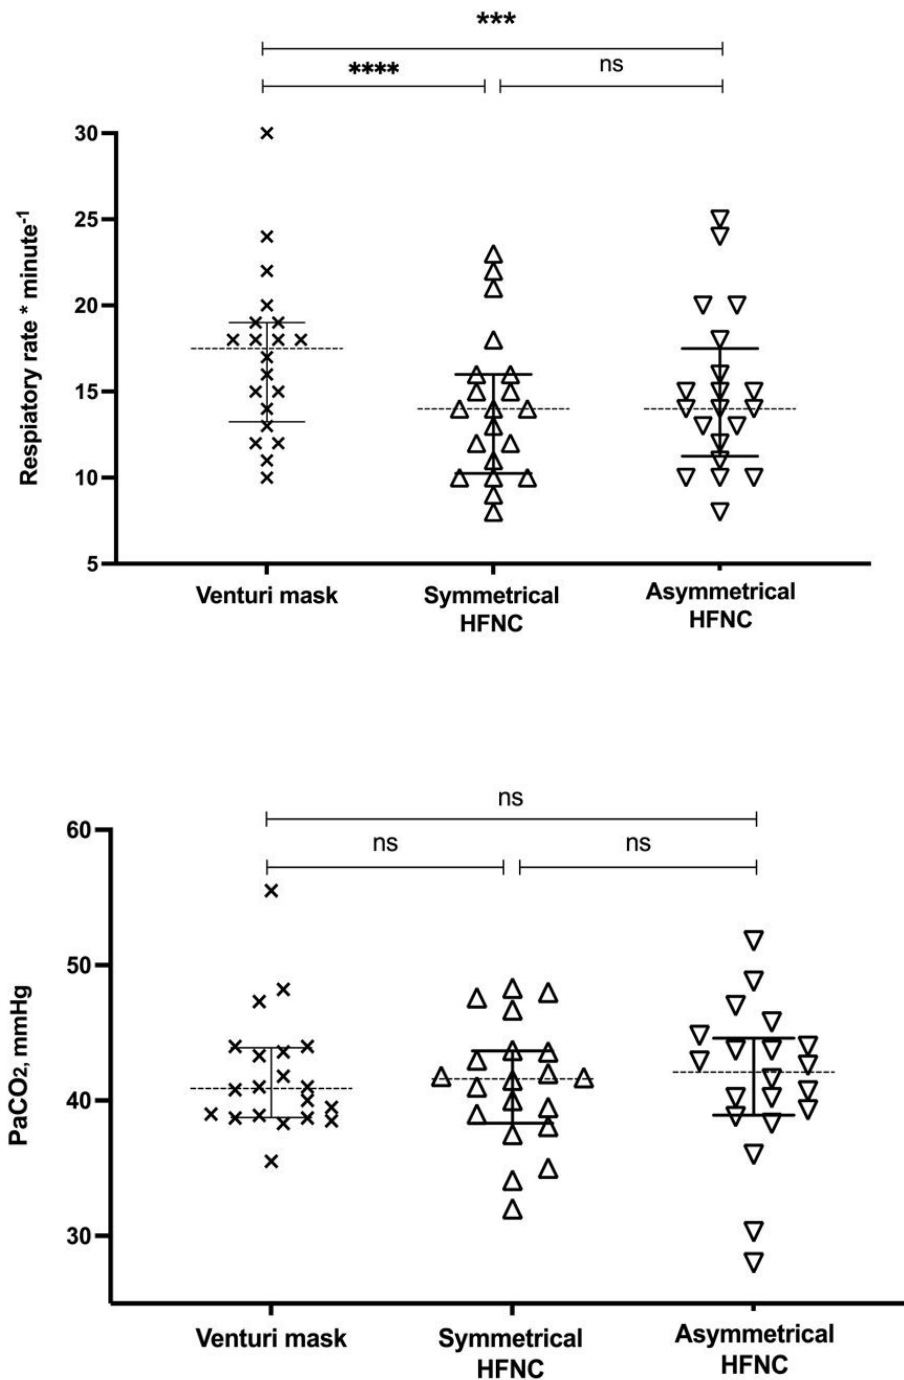 ***
**** ns
30
25
20
15
10
5
Respiatory rate * minute-1
Venturi mask Symmetrical HFNC Asymmetrical HFNC
ns
ns ns
60
50
40
30
PaCO2, mmHg
Venturi mask Symmetrical HFNC Asymmetrical HFNC